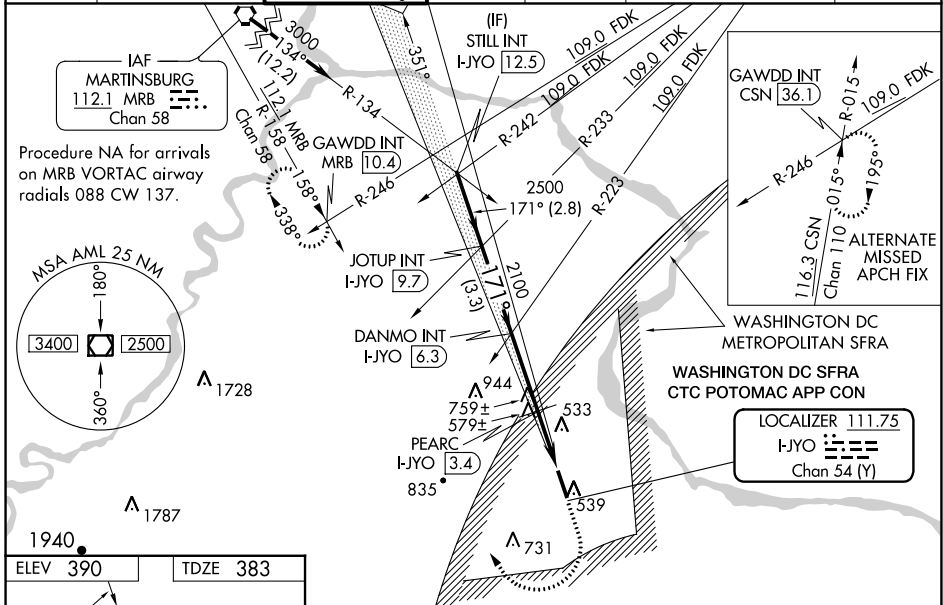 IAF
MARTINSBURG
112.1 MRB
Chan 58
Procedure NA for arrivals
on MRB VORTAC airway
radials 088 CW 137.
3000
134°
(12.2)
R-134
112.1 MRB
R-158
Chan 58
158°
338°
GAWDD INT
MRB 10.4
R-246
351°
(IF)
STILL INT
I-JYO 12.5
109.0 FDK
109.0 FDK
109.0 FDK
109.0 FDK
R-242
R-233
R-223
2500
171° (2.8)
JOTUP INT
I-JYO 9.7
171°
2100
(3.3)
DANMO INT
I-JYO 6.3
GAWDD INT
CSN 36.1
R-015
109.0 FDK
R-246
015°
195°
116.3 CSN
Chan 110
ALTERNATE
MISSED
APCH FIX
MSA AML 25 NM
180°
3400
2500
360°
1728
1787
1940
WASHINGTON DC
METROPOLITAN SFRA
WASHINGTON DC SFRA
CTC POTOMAC APP CON
LOCALIZER 111.75
I-JYO
Chan 54 (Y)
944
759±
579±
533
PEARC
I-JYO 3.4
835
539
731
ELEV 390
TDZE 383